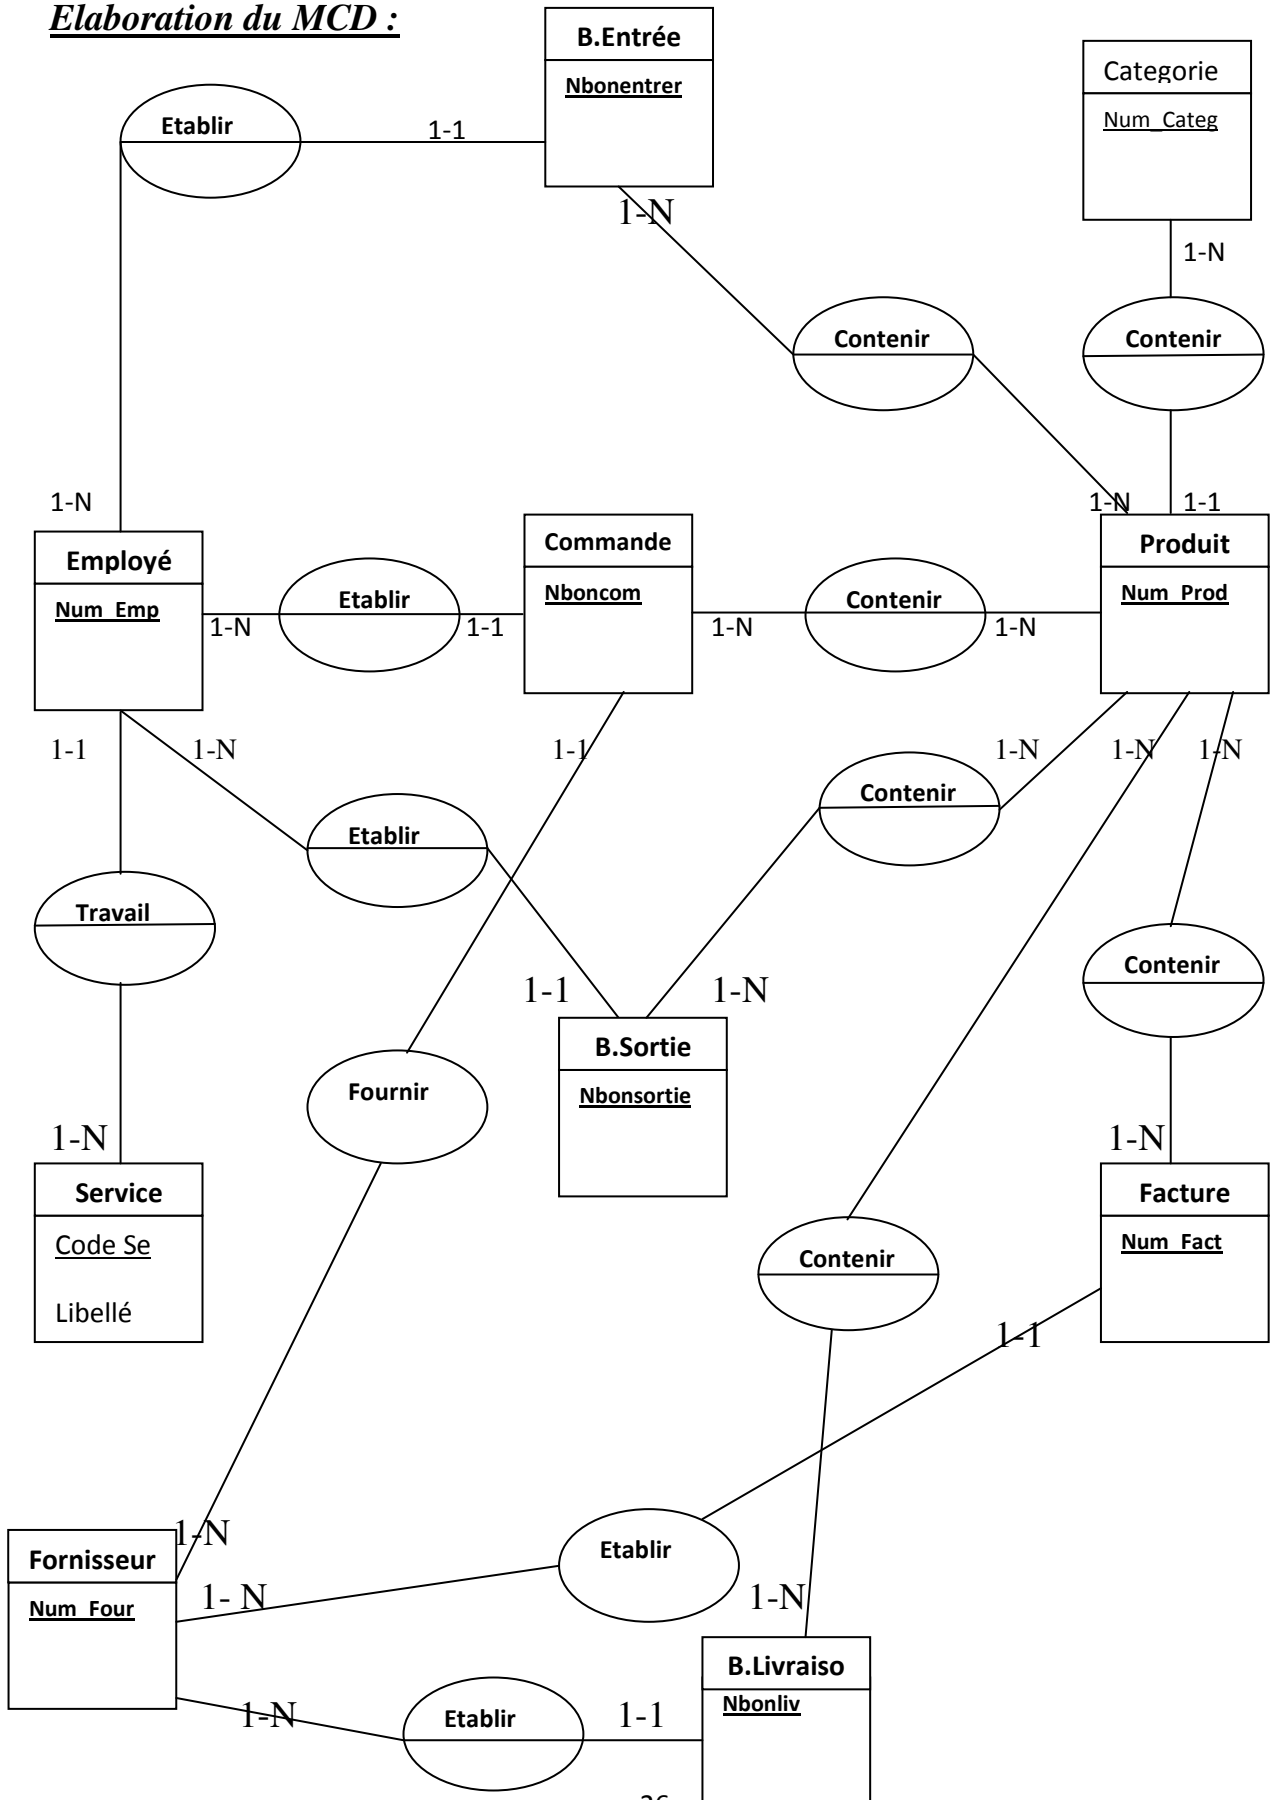 Elaboration du MCD :
B.Entrée
Nbonentrer
Categorie
Num_Categ
Etablir
1-1
1-N
1-N
Contenir
Contenir
1-N
1-N
1-1
Employé
Num_Emp
Commande
Nboncom
Produit
Num_Prod
Etablir
1-N
1-1
Contenir
1-N
1-N
1-1
1-N
1-1
1-N
1-N
1-N
Etablir
Contenir
Travail
Contenir
1-1
1-N
B.Sortie
Nbonsortie
Fournir
1-N
1-N
Service
Code Se
Libellé
Facture
Num_Fact
Contenir
1-1
1-N
Fornisseur
Num_Four
1- N
Etablir
1-N
B.Livraiso
Nbonliv
1-N
Etablir
1-1